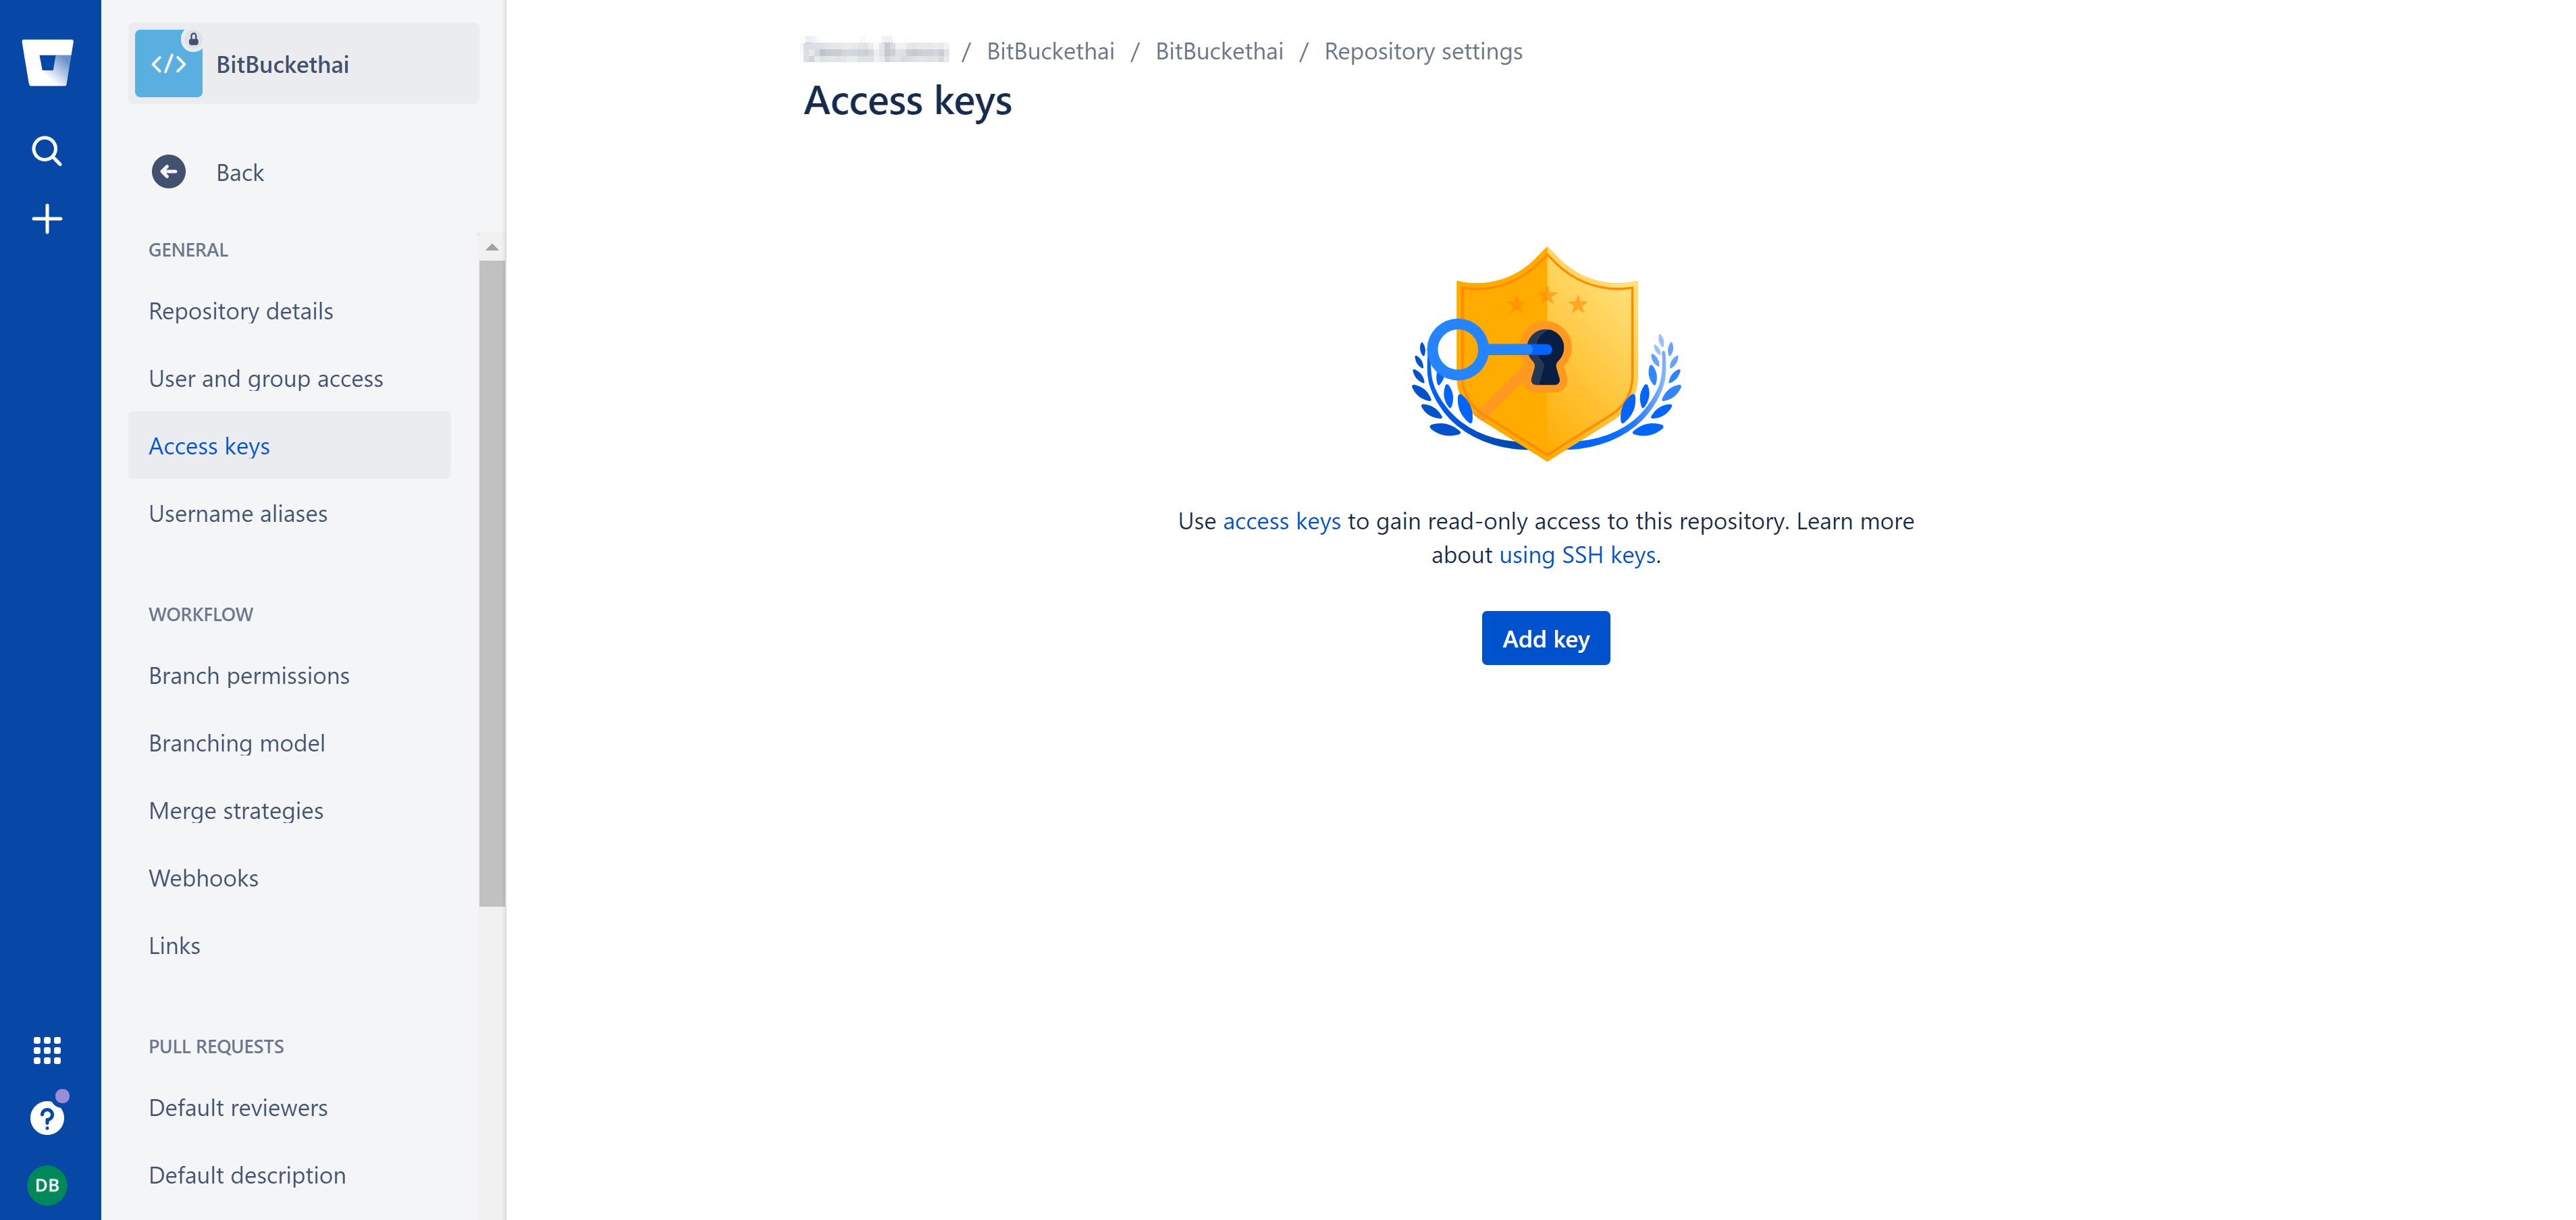 BitBuckethai
Back
GENERAL
Repository details
User and group access
Access keys
Username aliases
WORKFLOW
Branch permissions
Branching model
Merge strategies
Webhooks
Links
PULL REQUESTS
Default reviewers
Default description
DB
/ BitBuckethai / BitBuckethai / Repository settings
Access keys
Use access keys to gain read-only access to this repository. Learn more
about using SSH keys.
Add key